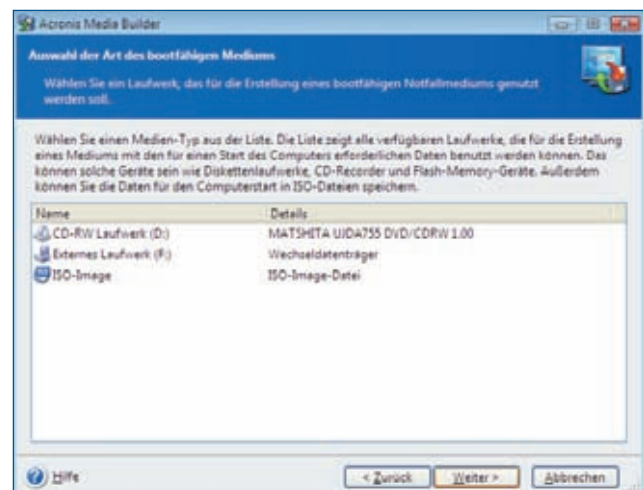 Acronis Media Builder
Auswahl der Art des bootfähigen Mediums
Wählen Sie ein Laufwerk, das für die Erstellung eines bootfähigen Notfallmediums genutzt
werden soll.
Wählen Sie einen Medien-Typ aus der Liste. Die Liste zeigt alle verfügbaren Laufwerke, die für die Erstellung
eines Mediums mit den für einen Start des Computers erforderlichen Daten benutzt werden können. Das
können solche Geräte sein wie Diskettenlaufwerke, CD-Recorder und Flash-Memory-Geräte. Außerdem
können Sie die Daten für den Computerstart in ISO-Dateien speichern.
Name Details
CD-RW Laufwerk (D:) MATSHITA UJDA755 DVD/CDRW 1.00
Externes Laufwerk (F:) Wechseldatenträger
ISO-Image ISO-Image-Datei
Hilfe < Zurück Weiter > Abbrechen